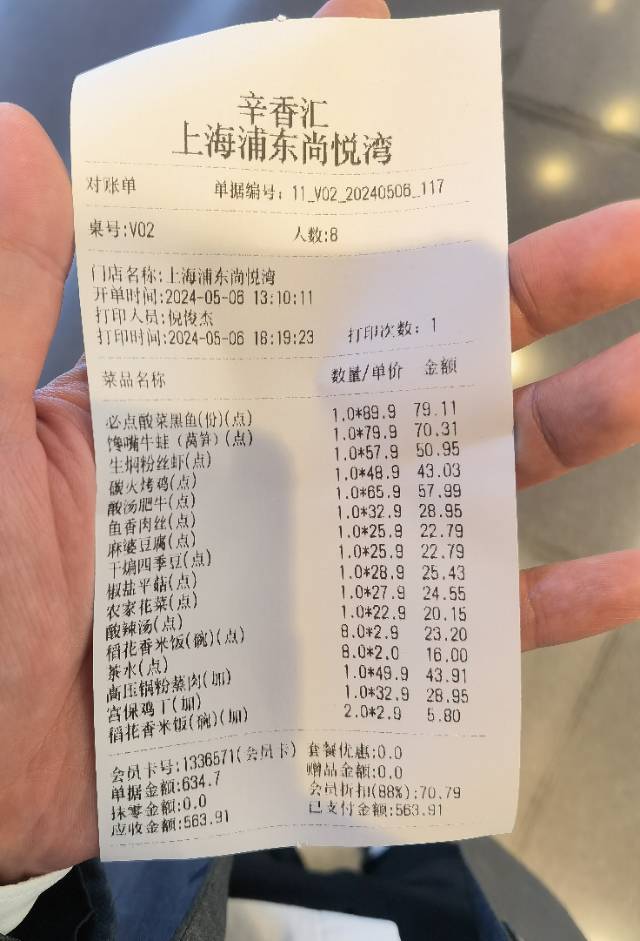 辛香汇
上海浦东尚悦湾
对账单 单据编号: 11_V02_20240506_117
桌号:V02 人数:8
门店名称:上海浦东尚悦湾
开单时间:2024-05-06 13:10:11
打印人员:倪俊杰
打印时间:2024-05-06 18:19:23 打印次数: 1
菜品名称 数量/单价 金额
必点酸菜黑鱼(份)(点) 1.0*89.9 79.11
馋嘴牛蛙（莴笋）(点) 1.0*79.9 70.31
生焖粉丝虾(点) 1.0*57.9 50.95
碳火烤鸡(点) 1.0*48.9 43.03
酸汤肥牛(点) 1.0*65.9 57.99
鱼香肉丝(点) 1.0*32.9 28.95
麻婆豆腐(点) 1.0*25.9 22.79
干煸四季豆(点) 1.0*25.9 22.79
椒盐平菇(点) 1.0*28.9 25.43
农家花菜(点) 1.0*27.9 24.55
酸辣汤(点) 1.0*22.9 20.15
稻花香米饭(碗)(点) 8.0*2.9 23.20
茶水(点) 8.0*2.0 16.00
高压锅粉蒸肉(加) 1.0*49.9 43.91
宫保鸡丁(加) 1.0*32.9 28.95
稻花香米饭(碗)(加) 2.0*2.9 5.80
会员卡号:1336571(会员卡) 套餐优惠:0.0
单据金额:634.7 赠品金额:0.0
抹零金额:0.0 会员折扣(88%):70.79
应收金额:563.91 已支付金额:563.91